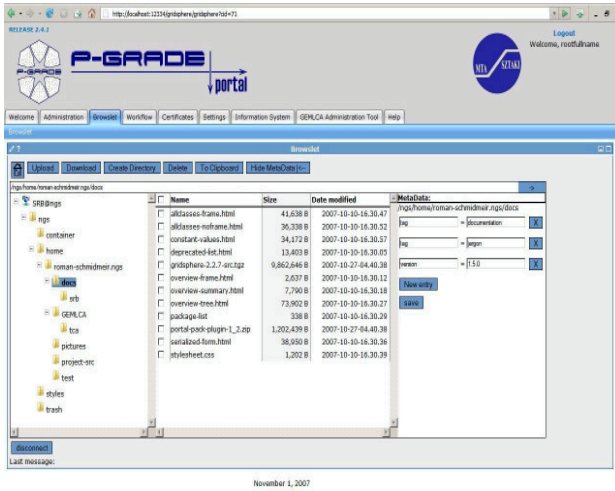 http://localhost:12334/gridsphere/gridsphere?cid=71
RELEASE 2.4.2
Logout
Welcome, rootfullname
P-GRADE
P-GRADE
portal
MTA SZTAKI
Welcome Administration Browslet Workflow Certificates Settings Information System GEMLCA Administration Tool Help
Browslet
Browslet
Upload Download Create Directory Delete To Clipboard Hide MetaData|<--
/ngs/home/roman-schmidmeir.ngs/docs
SRB@ngs
ngs
container
home
roman-schmidmeir.ngs
docs
srb
GEMLCA
tca
pictures
project-src
test
styles
trash
Name Size Date modified
allclasses-frame.html 41,638 B 2007-10-10-16.30.47
allclasses-noframe.html 36,338 B 2007-10-10-16.30.52
constant-values.html 34,172 B 2007-10-10-16.30.57
deprecated-list.html 13,403 B 2007-10-10-16.30.05
gridsphere-2.2.7-src.tgz 9,862,646 B 2007-10-27-04.40.38
overview-frame.html 2,637 B 2007-10-10-16.30.12
overview-summary.html 7,790 B 2007-10-10-16.30.18
overview-tree.html 73,902 B 2007-10-10-16.30.27
package-list 338 B 2007-10-10-16.30.29
portal-pack-plugin-1_2.zip 1,202,439 B 2007-10-27-04.40.38
serialized-form.html 38,950 B 2007-10-10-16.30.36
stylesheet.css 1,202 B 2007-10-10-16.30.39
MetaData:
/ngs/home/roman-schmidmeir.ngs/docs
tag = documentation X
tag = jargon X
version = 1.5.0 X
New entry
save
disconnect
Last message:
November 1, 2007